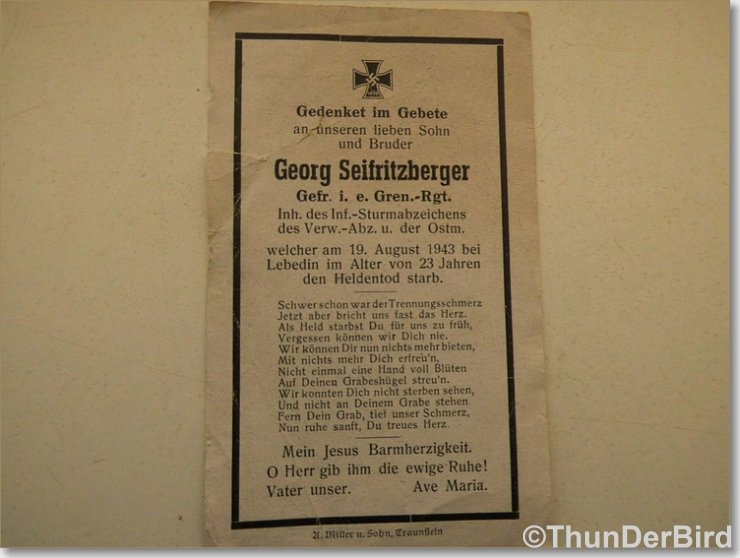 Gedenket im Gebete
an unseren lieben Sohn
und Bruder
Georg Seifritzberger
Gefr. i. e. Gren.-Rgt.
Inh. des Inf.-Sturmabzeichens
des Verw.-Abz. u. der Ostm.
welcher am 19. August 1943 bei
Lebedin im Alter von 23 Jahren
den Heldentod starb.
Schwer schon war der Trennungsschmerz
Jetzt aber bricht uns fast das Herz.
Als Held starbst Du für uns zu früh,
Vergessen können wir Dich nie.
Wir können Dir nun nichts mehr bieten,
Mit nichts mehr Dich erfreu'n,
Nicht einmal eine Hand voll Blüten
Auf Deinen Grabeshügel streu'n.
Wir konnten Dich nicht sterben sehen,
Und nicht an Deinem Grabe stehen.
Fern Dein Grab, tief unser Schmerz,
Nun ruhe sanft, Du treues Herz.
Mein Jesus Barmherzigkeit.
O Herr gib ihm die ewige Ruhe!
Vater unser. Ave Maria.
A. Miller u. Sohn, Traunstein
©ThunDerBird